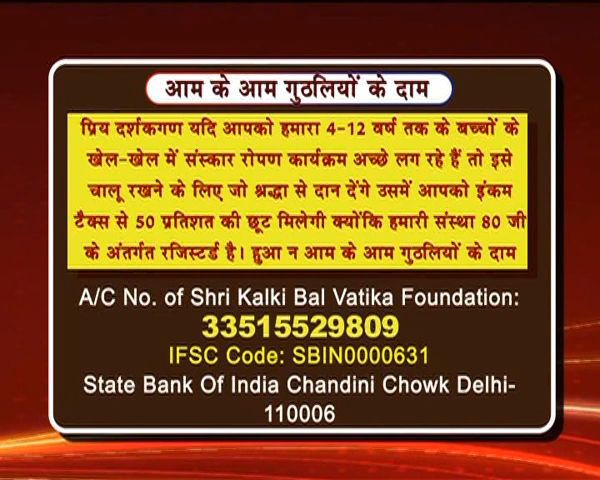 आम के आम गुठलियों के दाम
प्रिय दर्शकगण यदि आपको हमारा 4-12 वर्ष तक के बच्चों के
खेल-खेल में संस्कार रोपण कार्यक्रम अच्छे लग रहे हैं तो इसे
चालू रखने के लिए जो श्रद्धा से दान देंगे उसमें आपको इंकम
टैक्स से 50 प्रतिशत की छूट मिलेगी क्योंकि हमारी संस्था 80 जी
के अंतर्गत रजिस्टर्ड है। हुआ न आम के आम गुठलियों के दाम
A/C No. of Shri Kalki Bal Vatika Foundation:
33515529809
IFSC Code: SBIN0000631
State Bank Of India Chandini Chowk Delhi-
110006